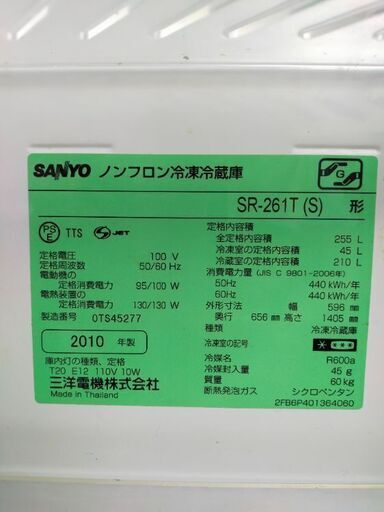 SANYO ノンフロン冷凍冷蔵庫
SR-261T (S) 形
PS E TTS S JET
定格電圧 100 V
定格周波数 50/60 Hz
電動機の
定格消費電力 95/100 W
電熱装置の
定格消費電力 130/130 W
製造番号 0TS45277
2010 年製
庫内灯の種類、定格
T20 E12 110V 10W
三洋電機株式会社
Made in Thailand
G
定格内容積
全定格内容積 255 L
冷凍室の定格内容積 45 L
冷蔵室の定格内容積 210 L
消費電力量 (JIS C 9801-2006年)
50Hz 440 kWh/年
60Hz 440 kWh/年
外形寸法 幅 596 mm
奥行 656 mm 高さ 1405 mm
種類 冷凍冷蔵庫
冷凍室の記号
冷媒名 R600a
冷媒封入量 45 g
質量 60 kg
断熱発泡ガス シクロペンタン
2FB6P401364060